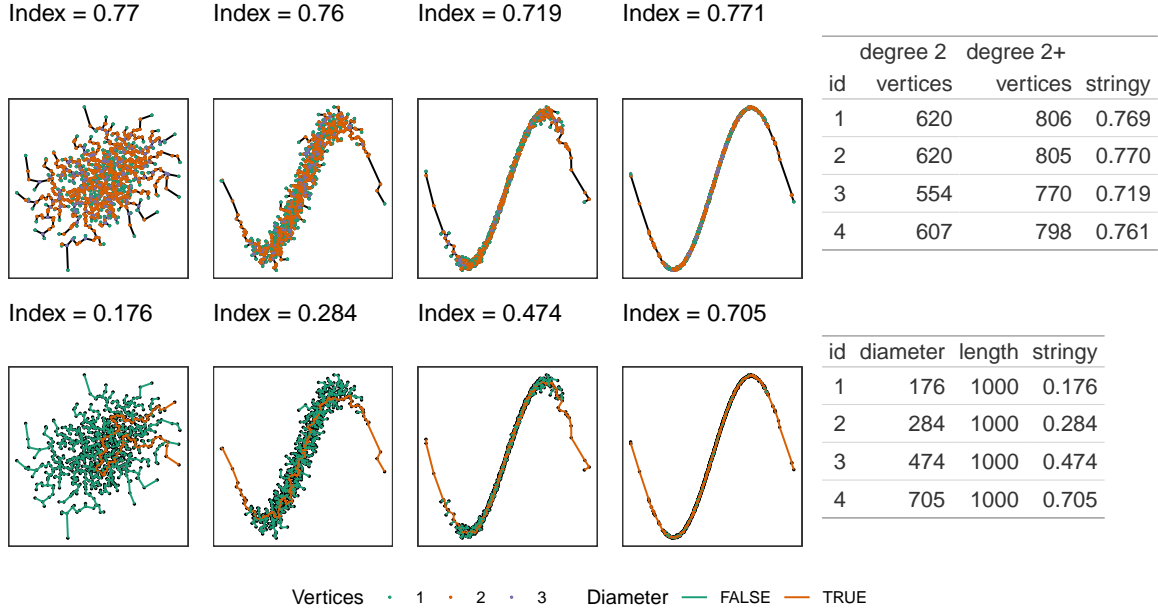 Index = 0.77 Index = 0.76 Index = 0.719 Index = 0.771
degree 2 degree 2+
id vertices vertices stringy
1 620 806 0.769
2 620 805 0.770
3 554 770 0.719
4 607 798 0.761
Index = 0.176 Index = 0.284 Index = 0.474 Index = 0.705
id diameter length stringy
1 176 1000 0.176
2 284 1000 0.284
3 474 1000 0.474
4 705 1000 0.705
Vertices 1 2 3 Diameter FALSE TRUE